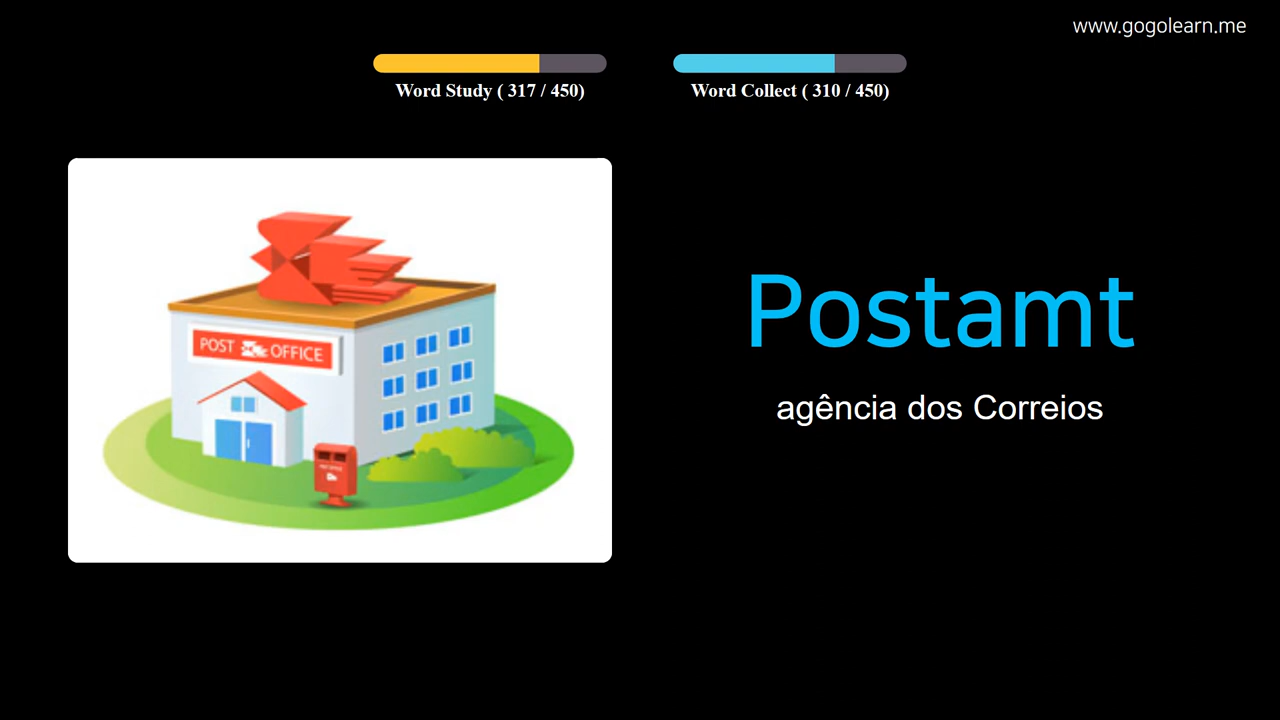 www.gogolearn.me
Word Study ( 317 / 450)
Word Collect ( 310 / 450)
POST OFFICE
Postamt
agência dos Correios